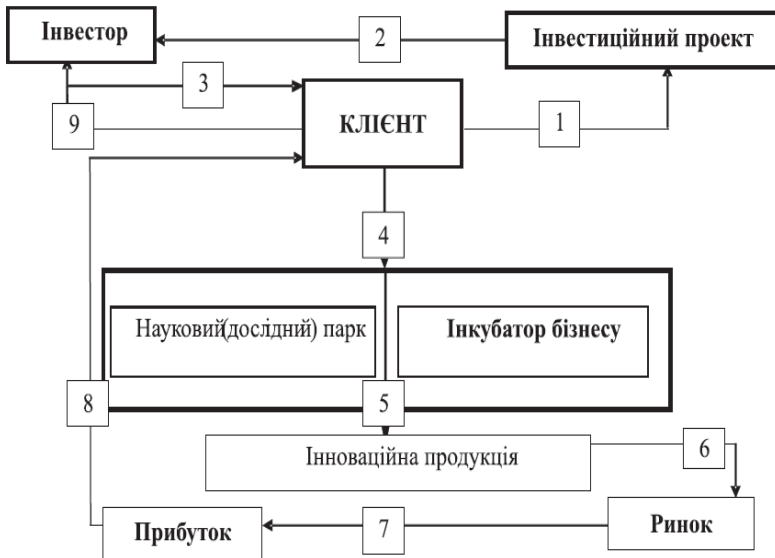 Інвестор
2
Інвестиційний проект
3
9
КЛІЄНТ
1
4
Науковий(дослідний) парк
Інкубатор бізнесу
8
5
Інноваційна продукція
6
Прибуток
7
Ринок